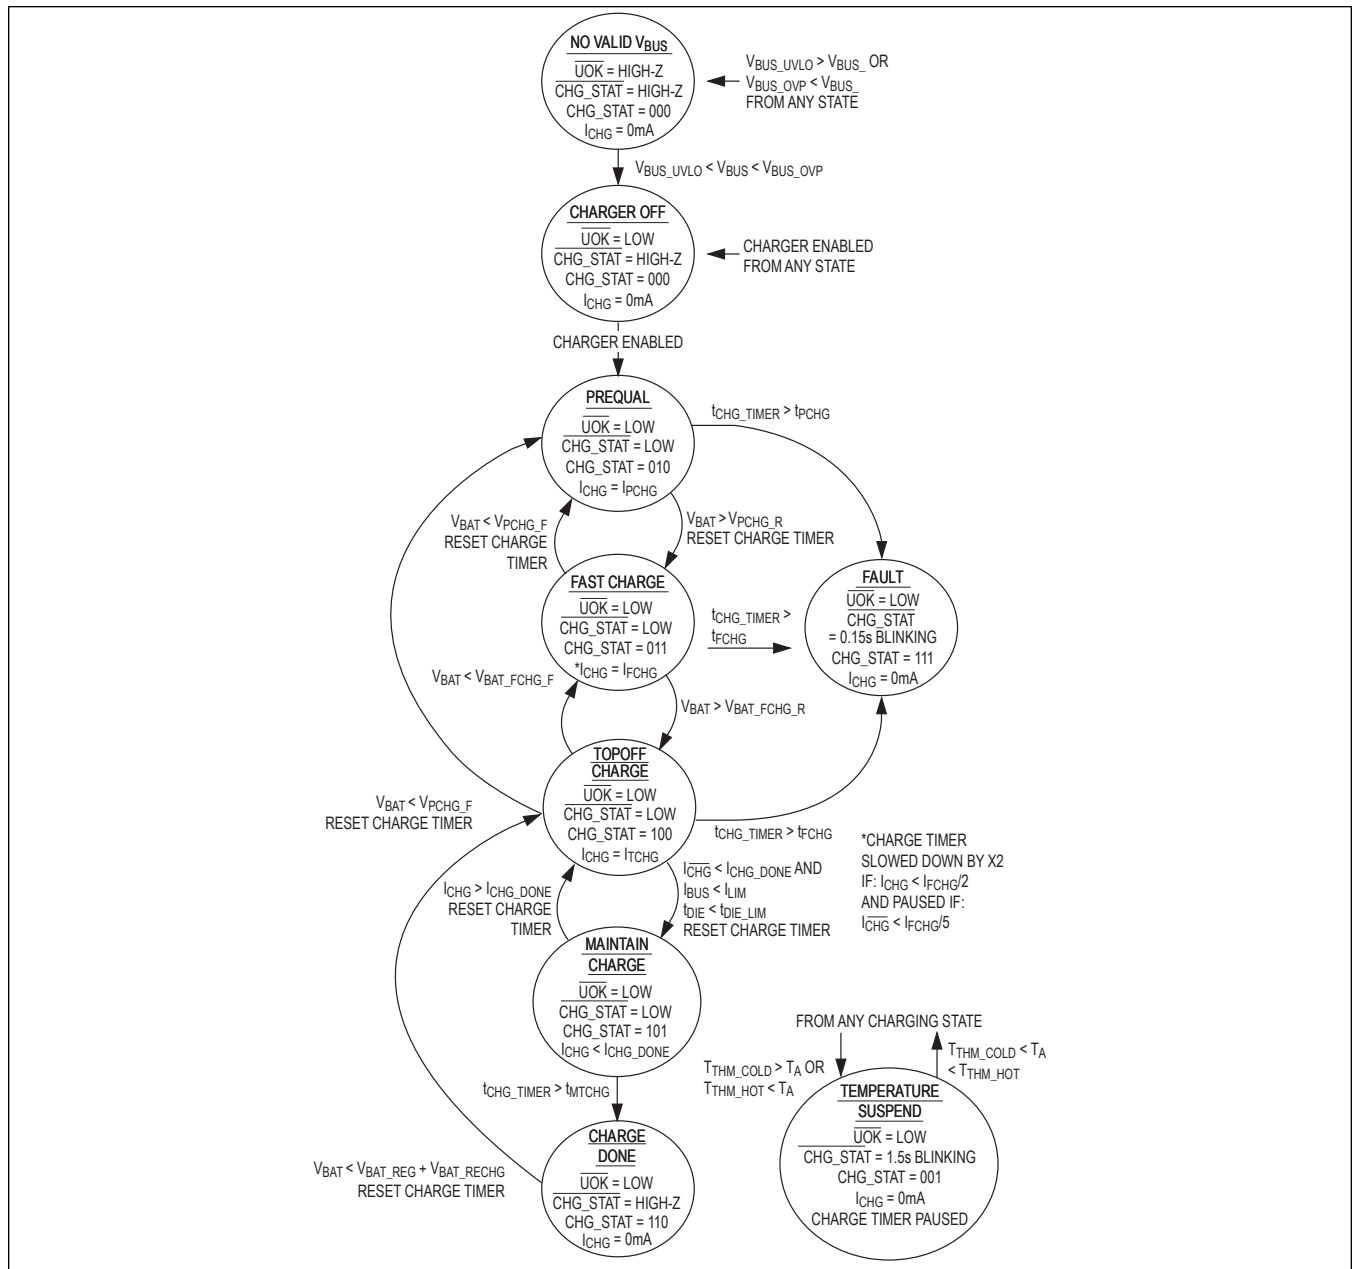 NO VALID VBUS
UOK = HIGH-Z
CHG_STAT = HIGH-Z
CHG_STAT = 000
ICHG = 0mA
VBUS_UVLO > VBUS_ OR
VBUS_OVP < VBUS_
FROM ANY STATE
VBUS_UVLO < VBUS < VBUS_OVP
CHARGER OFF
UOK = LOW
CHG_STAT = HIGH-Z
CHG_STAT = 000
ICHG = 0mA
CHARGER ENABLED
FROM ANY STATE
CHARGER ENABLED
PREQUAL
UOK = LOW
CHG_STAT = LOW
CHG_STAT = 010
ICHG = IPCHG
tCHG_TIMER > tPCHG
VBAT < VPCHG_F
RESET CHARGE
TIMER
VBAT > VPCHG_R
RESET CHARGE TIMER
FAST CHARGE
UOK = LOW
CHG_STAT = LOW
CHG_STAT = 011
*ICHG = IFCHG
tCHG_TIMER >
tFCHG
FAULT
UOK = LOW
CHG_STAT
= 0.15s BLINKING
CHG_STAT = 111
ICHG = 0mA
VBAT < VBAT_FCHG_F
VBAT > VBAT_FCHG_R
TOPOFF
CHARGE
UOK = LOW
CHG_STAT = LOW
CHG_STAT = 100
ICHG = ITCHG
VBAT < VPCHG_F
RESET CHARGE TIMER
tCHG_TIMER > tFCHG
*CHARGE TIMER
SLOWED DOWN BY X2
IF: ICHG < IFCHG/2
AND PAUSED IF:
ICHG < IFCHG/5
ICHG > ICHG_DONE
RESET CHARGE
TIMER
ICHG < ICHG_DONE AND
IBUS < ILIM
tDIE < tDIE_LIM
RESET CHARGE TIMER
MAINTAIN
CHARGE
UOK = LOW
CHG_STAT = LOW
CHG_STAT = 101
ICHG < ICHG_DONE
tCHG_TIMER > tMTCHG
CHARGE
DONE
UOK = LOW
CHG_STAT = HIGH-Z
CHG_STAT = 110
ICHG = 0mA
VBAT < VBAT_REG + VBAT_RECHG
RESET CHARGE TIMER
FROM ANY CHARGING STATE
TTHM_COLD > TA OR
TTHM_HOT < TA
TTHM_COLD < TA
< TTHM_HOT
TEMPERATURE
SUSPEND
UOK = LOW
CHG_STAT = 1.5s BLINKING
CHG_STAT = 001
ICHG = 0mA
CHARGE TIMER PAUSED